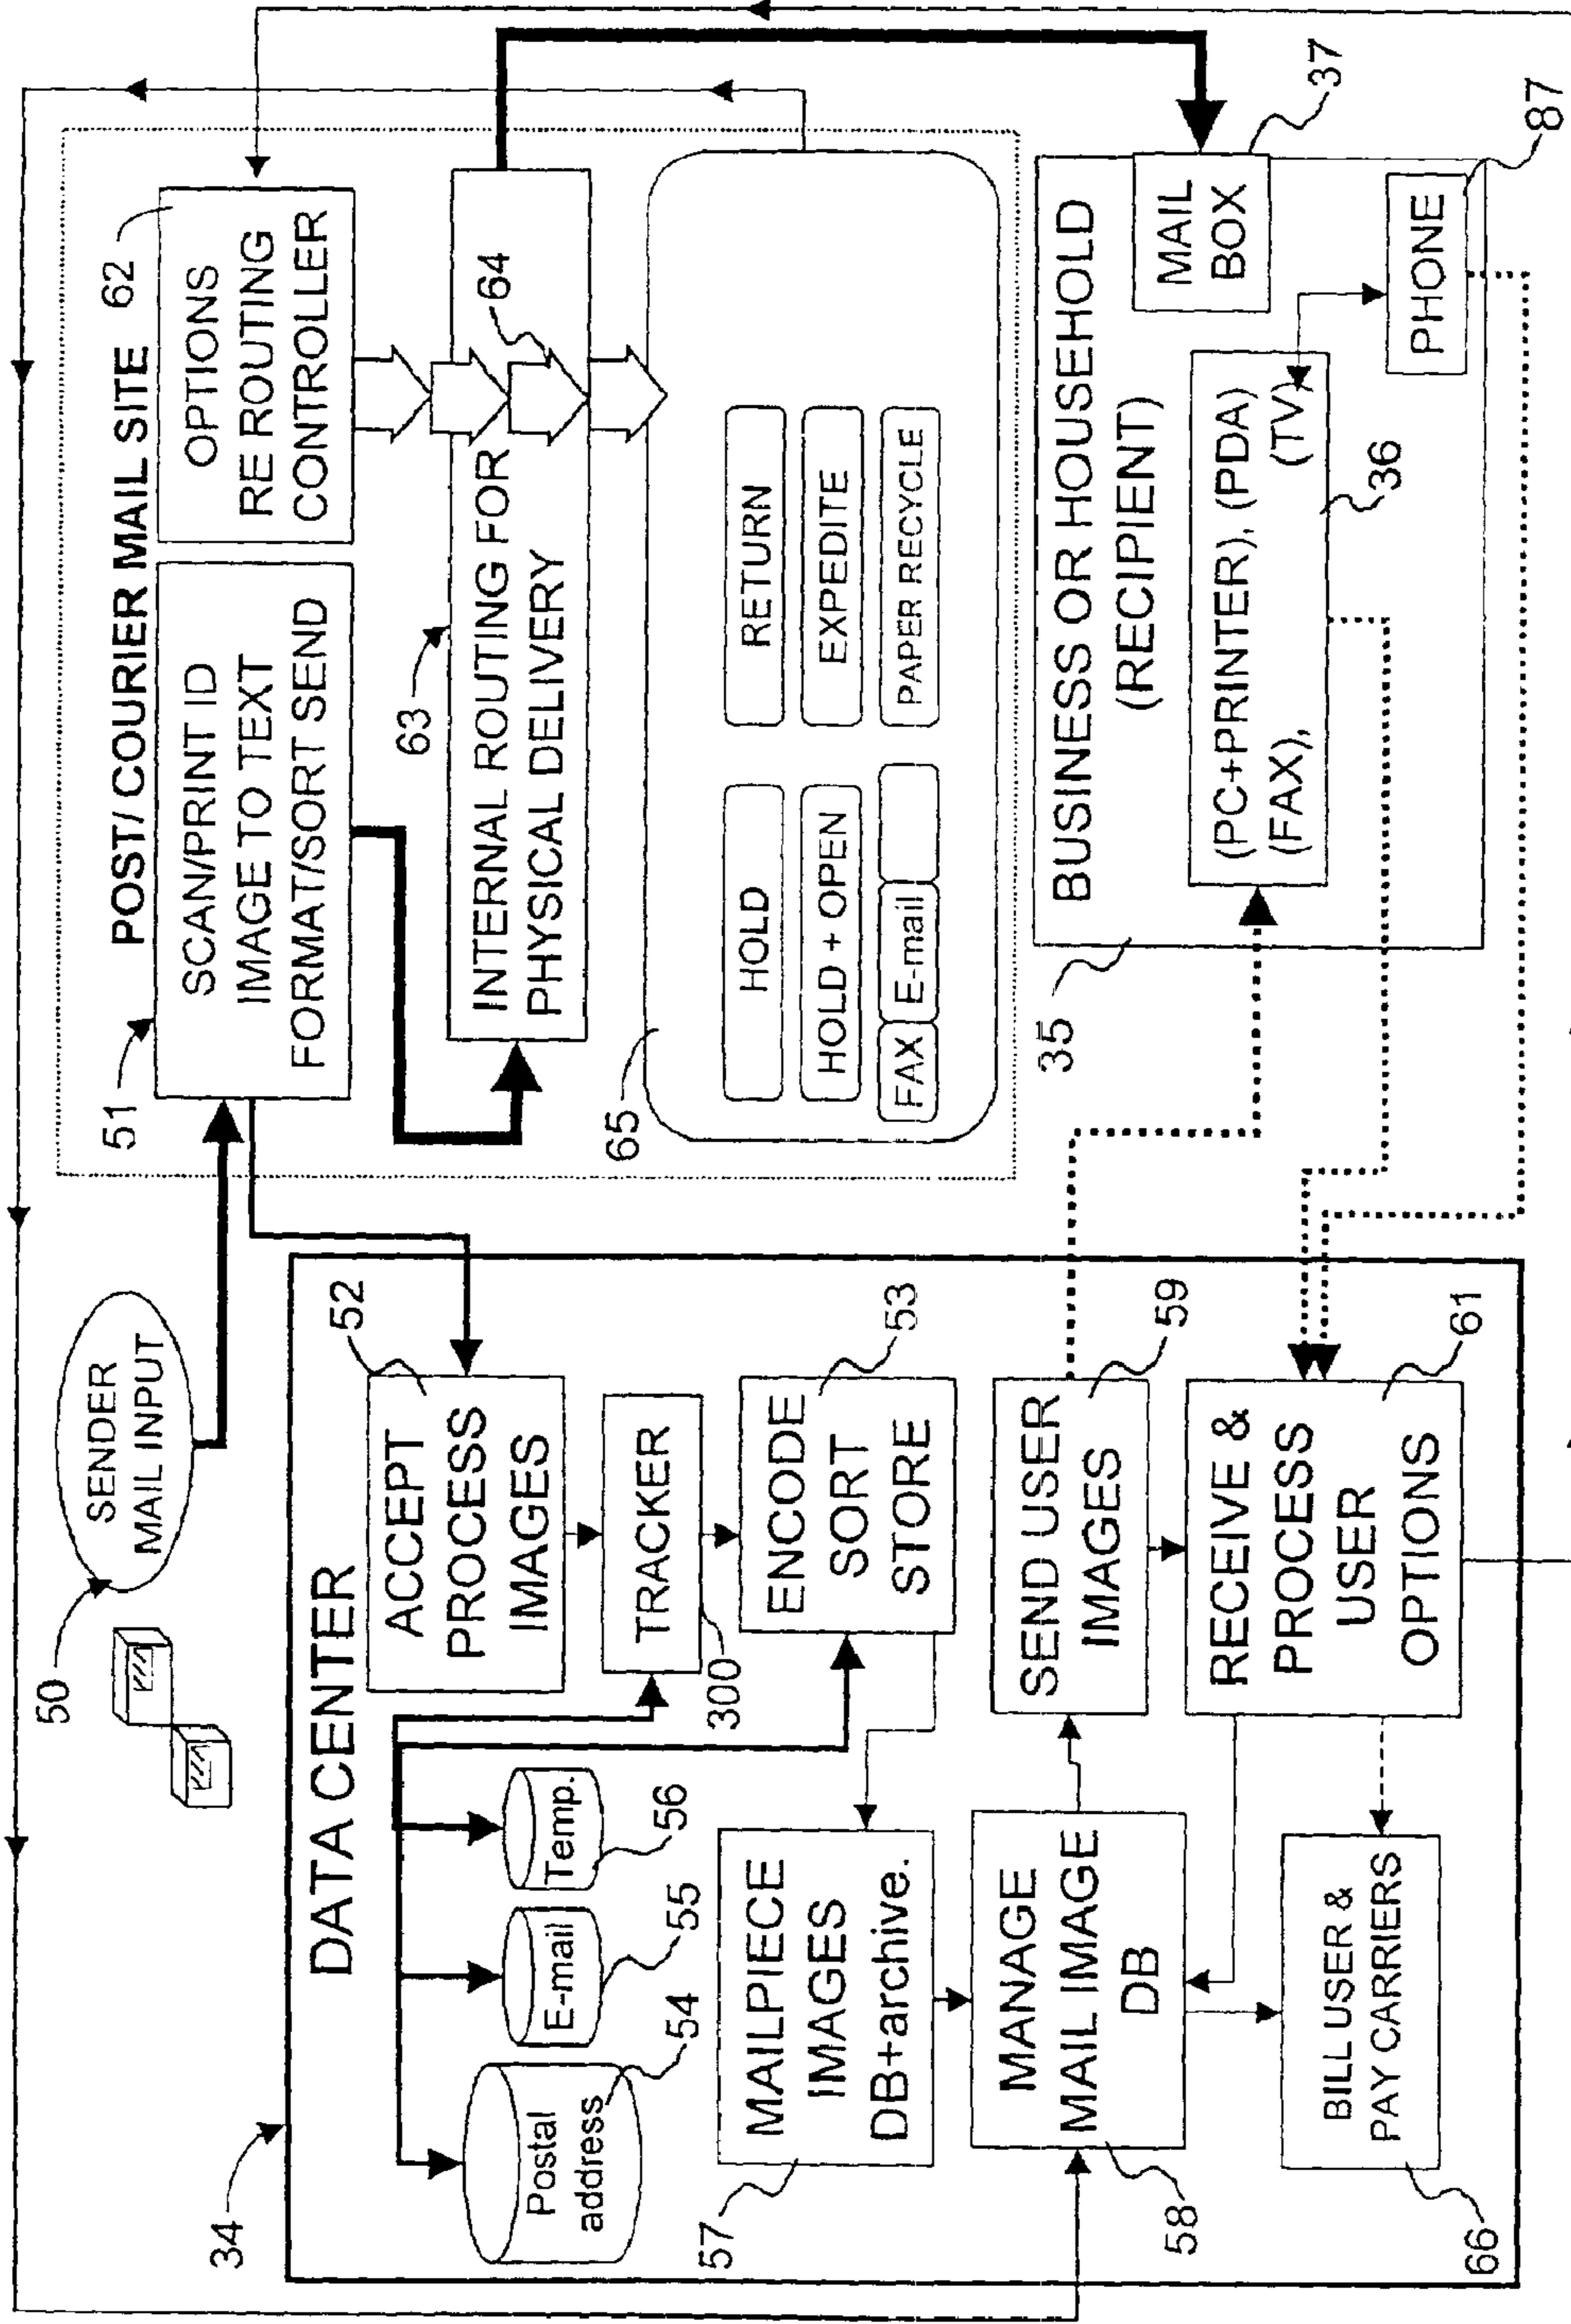 50
SENDER
MAIL INPUT
34
DATA CENTER
Postal
address
54
E-mail
55
Temp.
56
ACCEPT
PROCESS
IMAGES
52
TRACKER
300
ENCODE
SORT
STORE
53
MAILPIECE
IMAGES
DB+archive.
57
MANAGE
MAIL IMAGE
DB
58
SEND USER
IMAGES
59
RECEIVE &
PROCESS
USER
OPTIONS
61
BILL USER &
PAY CARRIERS
66
POST/ COURIER MAIL SITE
51
SCAN/PRINT ID
IMAGE TO TEXT
FORMAT/SORT SEND
62
OPTIONS
RE ROUTING
CONTROLLER
63
INTERNAL ROUTING FOR
PHYSICAL DELIVERY
64
65
HOLD
RETURN
HOLD + OPEN
EXPEDITE
FAX
E-mail
PAPER RECYCLE
35
BUSINESS OR HOUSEHOLD
(RECIPIENT)
MAIL
BOX
37
(PC+PRINTER), (PDA)
(FAX),
(TV)
36
PHONE
87